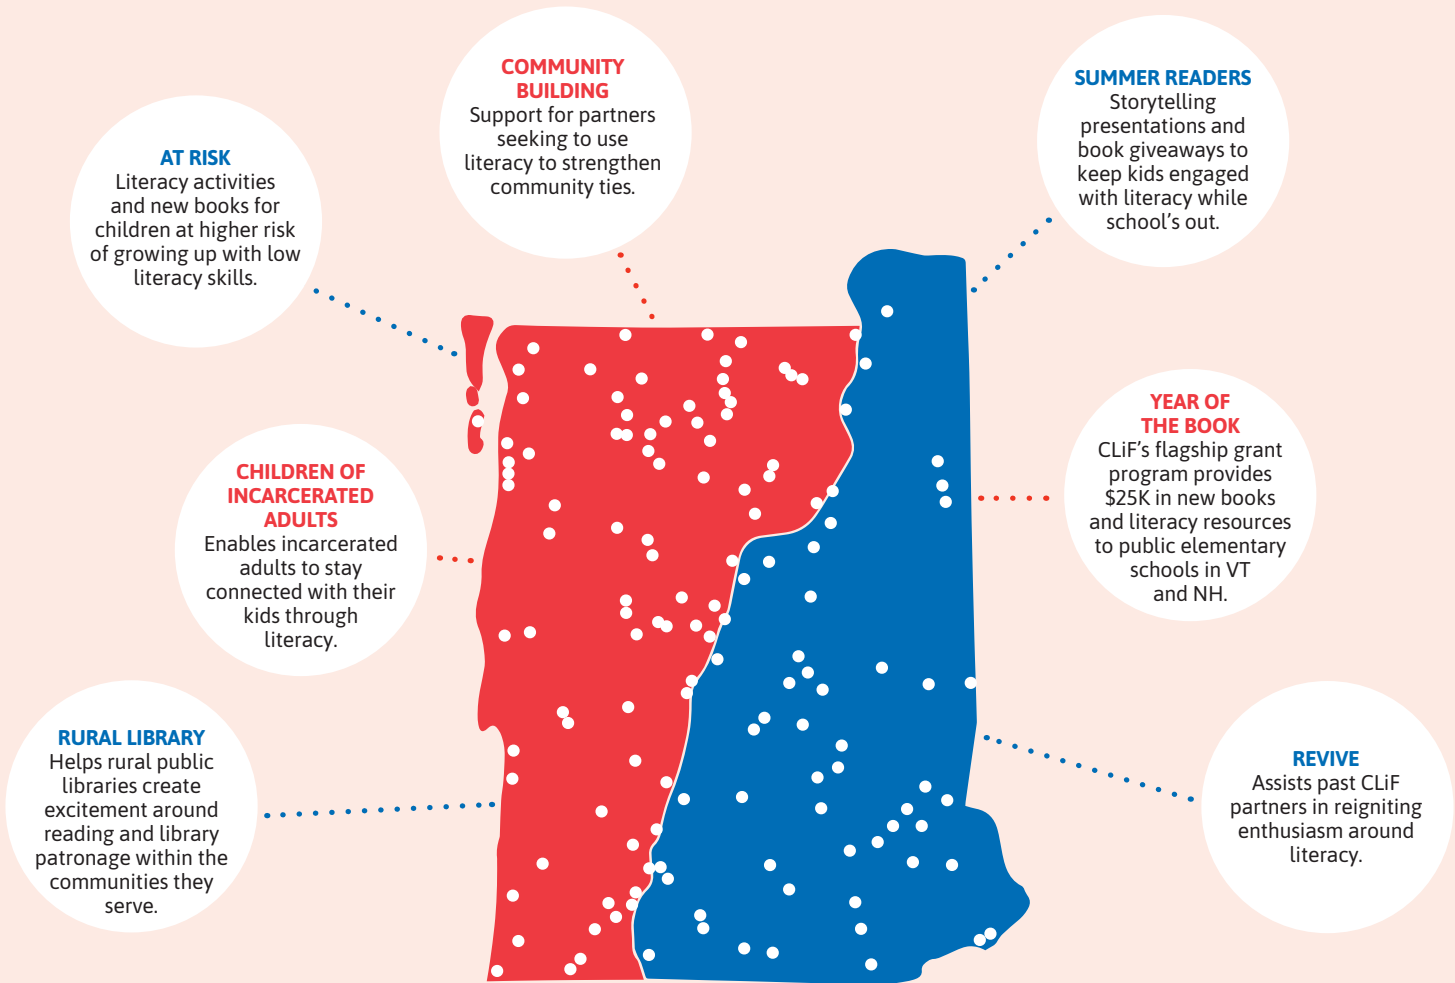 COMMUNITY
BUILDING
Support for partners
seeking to use
literacy to strengthen
community ties.
SUMMER READERS
Storytelling
presentations and
book giveaways to
keep kids engaged
with literacy while
school’s out.
AT RISK
Literacy activities
and new books for
children at higher risk
of growing up with low
literacy skills.
YEAR OF
THE BOOK
CLiF’s flagship grant
program provides
$25K in new books
and literacy resources
to public elementary
schools in VT
and NH.
CHILDREN OF
INCARCERATED
ADULTS
Enables incarcerated
adults to stay
connected with their
kids through
literacy.
RURAL LIBRARY
Helps rural public
libraries create
excitement around
reading and library
patronage within the
communities they
serve.
REVIVE
Assists past CLiF
partners in reigniting
enthusiasm around
literacy.